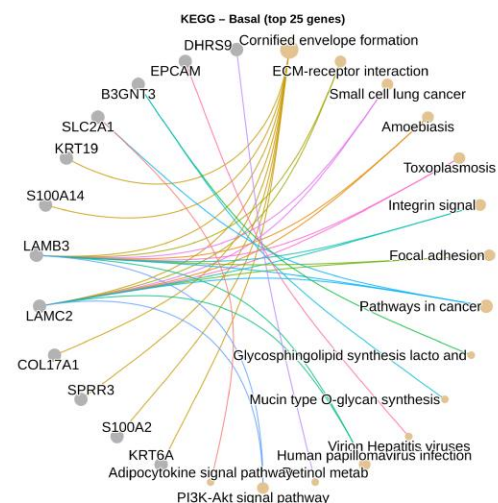 KEGG – Basal (top 25 genes)
DHRS9
Cornified envelope formation
EPCAM
ECM-receptor interaction
B3GNT3
Small cell lung cancer
SLC2A1
Amoebiasis
KRT19
Toxoplasmosis
S100A14
Integrin signal
LAMB3
Focal adhesion
LAMC2
Pathways in cancer
COL17A1
Glycosphingolipid synthesis lacto and
SPRR3
Mucin type O-glycan synthesis
S100A2
Virion Hepatitis viruses
KRT6A
Human papillomavirus infection
Adipocytokine signal pathway
etinol metab
PI3K-Akt signal pathway